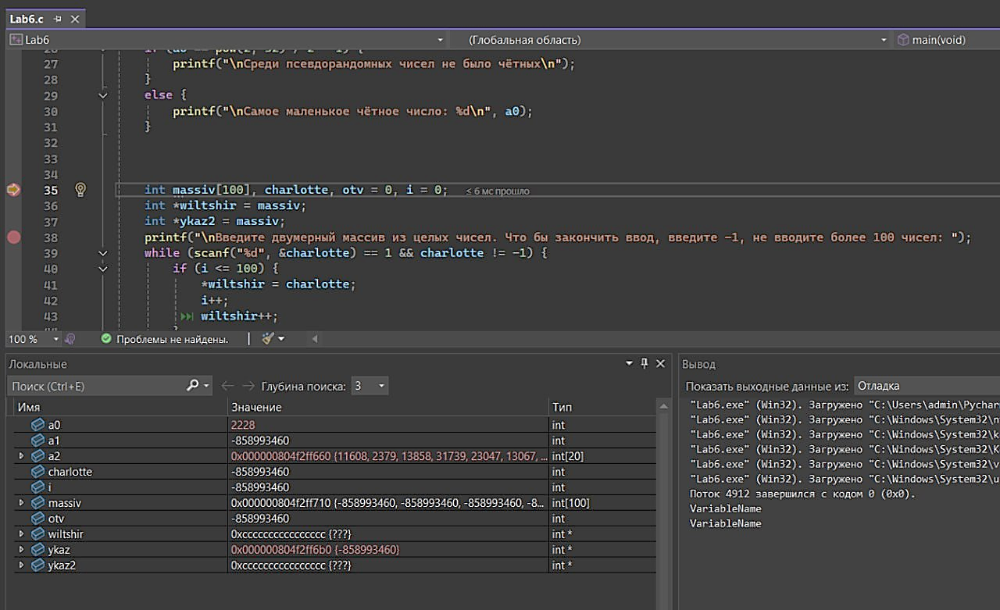 Lab6.c
Lab6 (Глобальная область) main(void)
27 printf("\nСреди псевдорандомных чисел не было чётных\n");
28 }
29 else {
30 printf("\nСамое маленькое чётное число: %d\n", a0);
31 }
32
33
34
35 int massiv[100], charlotte, otv = 0, i = 0; ≤ 6 мс прошло
36 int *wiltshir = massiv;
37 int *ykaz2 = massiv;
38 printf("\nВведите двумерный массив из целых чисел. Что бы закончить ввод, введите -1, не вводите более 100 чисел: ");
39 while (scanf("%d", &charlotte) == 1 && charlotte != -1) {
40 if (i <= 100) {
41 *wiltshir = charlotte;
42 i++;
43 wiltshir++;
100 % Проблемы не найдены.
Локальные
Поиск (Ctrl+E) Глубина поиска: 3
Имя Значение Тип
a0 2228 int
a1 -858993460 int
a2 0x000000804f2ff660 {11608, 2379, 13858, 31739, 23047, 13067, ... int[20]
charlotte -858993460 int
i -858993460 int
massiv 0x000000804f2ff710 {-858993460, -858993460, -858993460, -8... int[100]
otv -858993460 int
wiltshir 0xcccccccccccccccc {???} int *
ykaz 0x000000804f2ff6b0 {-858993460} int *
ykaz2 0xcccccccccccccccc {???} int *
Вывод
Показать выходные данные из: Отладка
"Lab6.exe" (Win32). Загружено "C:\Users\admin\Pychar
"Lab6.exe" (Win32). Загружено "C:\Windows\System32\n
"Lab6.exe" (Win32). Загружено "C:\Windows\System32\k
"Lab6.exe" (Win32). Загружено "C:\Windows\System32\K
"Lab6.exe" (Win32). Загружено "C:\Windows\System32\v
"Lab6.exe" (Win32). Загружено "C:\Windows\System32\u
Поток 4912 завершился с кодом 0 (0x0).
VariableName
VariableName